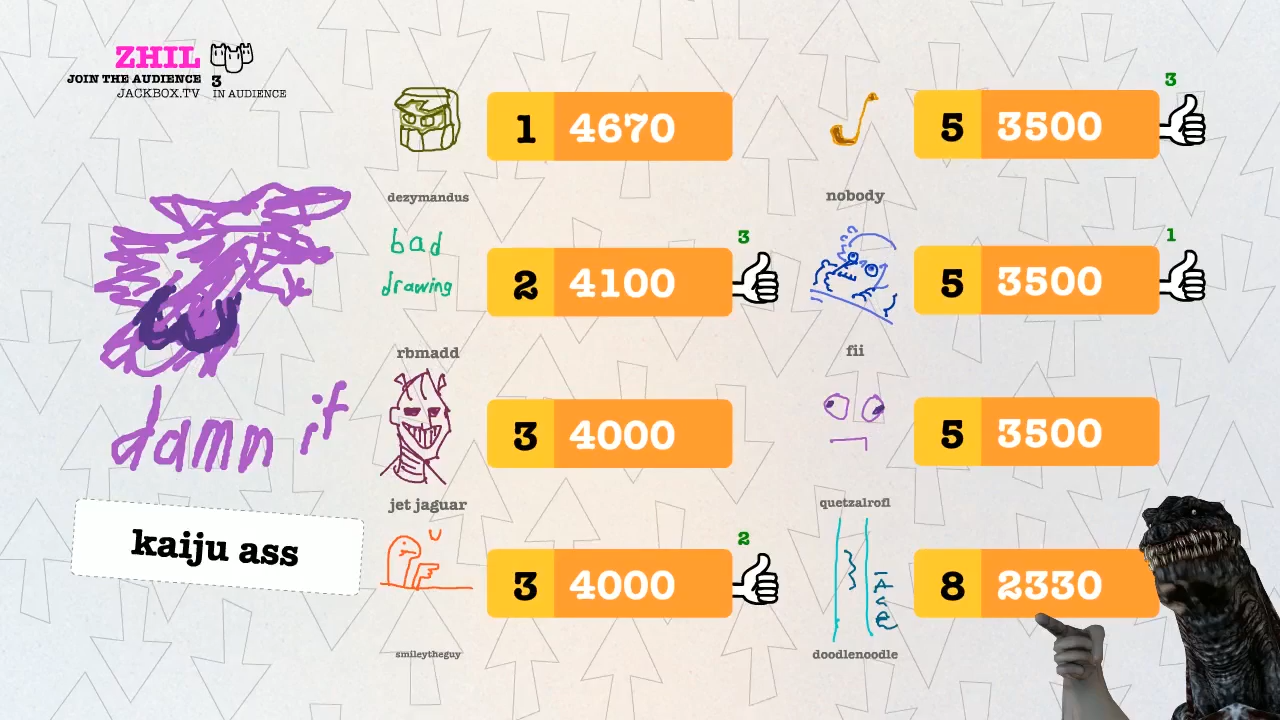 ZHIL
JOIN THE AUDIENCE 3
JACKBOX.TV IN AUDIENCE
damn it
kaiju ass
1 4670
dezymandus
bad
drawing
3
2 4100
rbmadd
3 4000
jet jaguar
2
3 4000
smileytheguy
3
5 3500
nobody
1
5 3500
fii
5 3500
quetzalrofl
8 2330
doodlenoodle